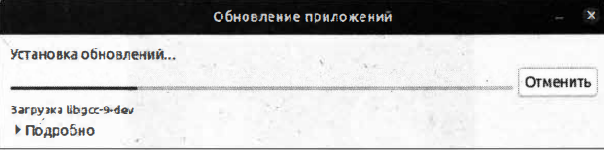 Обновление приложений
Установка обновлений...
Отменить
Загрузка libgcc-9-dev
Подробно